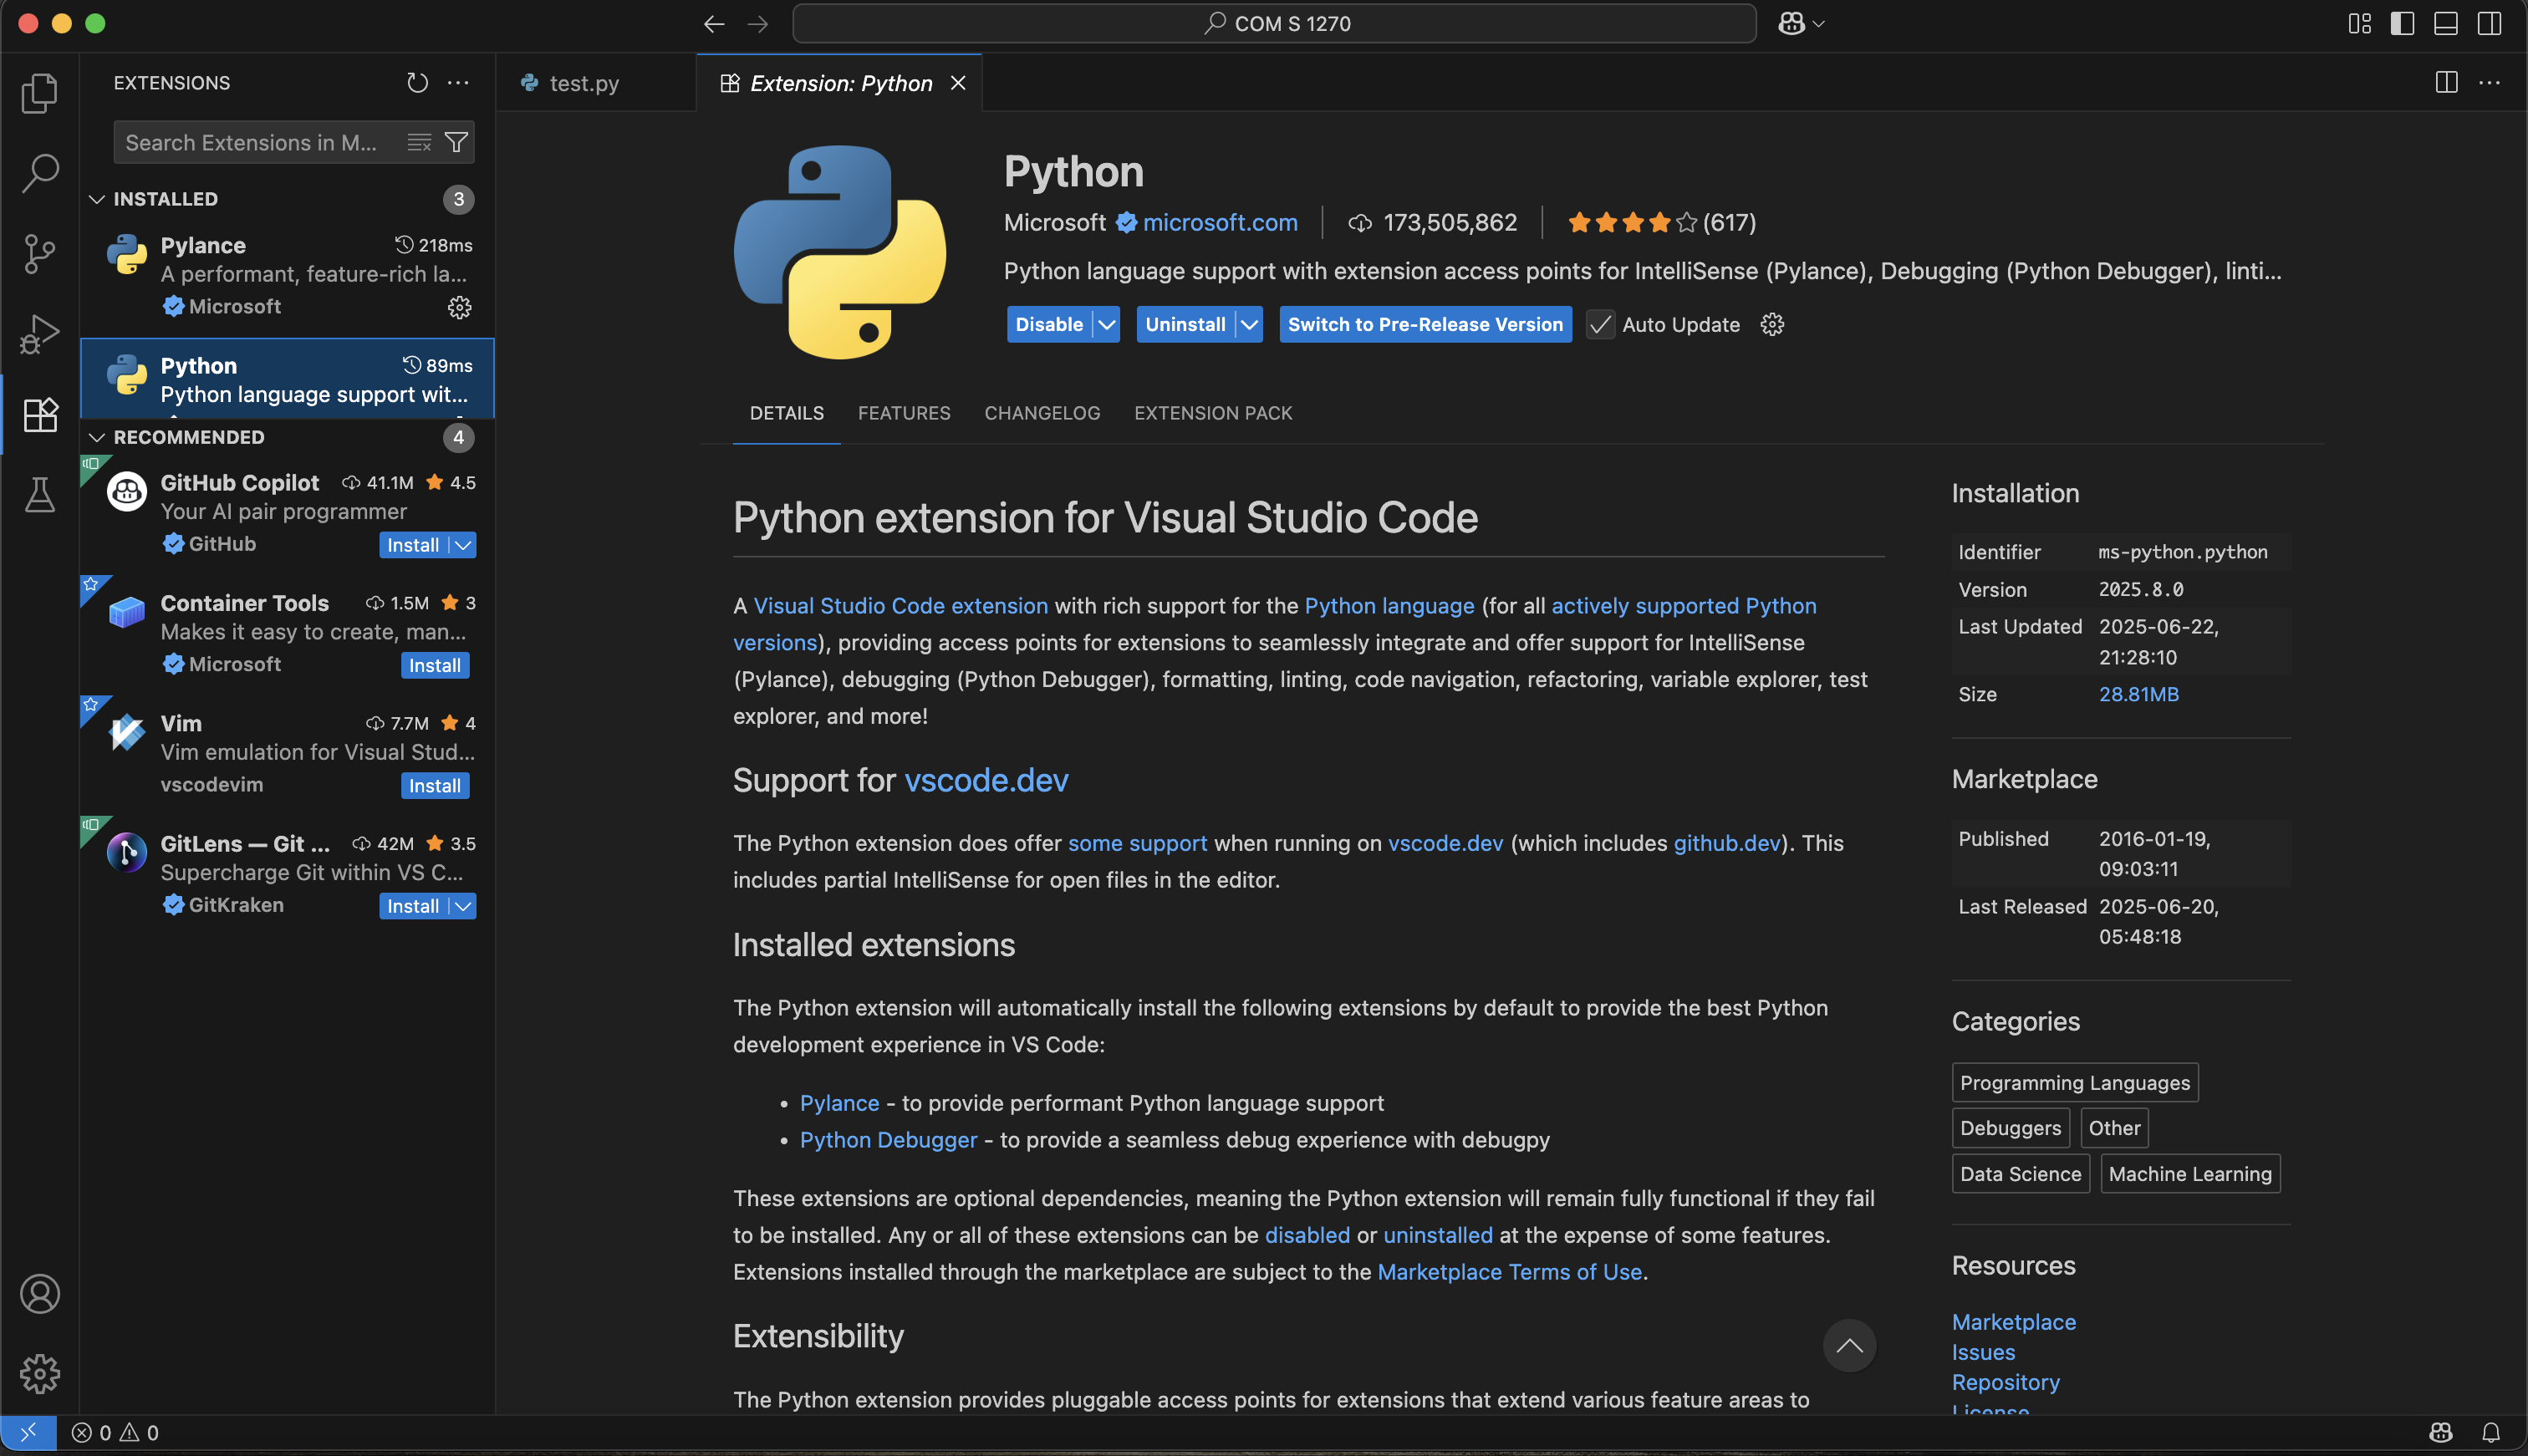 COM S 1270
EXTENSIONS
Search Extensions in M...
INSTALLED 3
Pylance 218ms
A performant, feature-rich la...
Microsoft
Python 89ms
Python language support wit...
RECOMMENDED 4
GitHub Copilot 41.1M 4.5
Your AI pair programmer
GitHub Install
Container Tools 1.5M 3
Makes it easy to create, man...
Microsoft Install
Vim 7.7M 4
Vim emulation for Visual Stud...
vscodevim Install
GitLens — Git ... 42M 3.5
Supercharge Git within VS C...
GitKraken Install
test.py Extension: Python
Python
Microsoft microsoft.com 173,505,862 (617)
Python language support with extension access points for IntelliSense (Pylance), Debugging (Python Debugger), linti...
Disable Uninstall Switch to Pre-Release Version Auto Update
DETAILS FEATURES CHANGELOG EXTENSION PACK
Python extension for Visual Studio Code
A Visual Studio Code extension with rich support for the Python language (for all actively supported Python
versions), providing access points for extensions to seamlessly integrate and offer support for IntelliSense
(Pylance), debugging (Python Debugger), formatting, linting, code navigation, refactoring, variable explorer, test
explorer, and more!
Support for vscode.dev
The Python extension does offer some support when running on vscode.dev (which includes github.dev). This
includes partial IntelliSense for open files in the editor.
Installed extensions
The Python extension will automatically install the following extensions by default to provide the best Python
development experience in VS Code:
• Pylance - to provide performant Python language support
• Python Debugger - to provide a seamless debug experience with debugpy
These extensions are optional dependencies, meaning the Python extension will remain fully functional if they fail
to be installed. Any or all of these extensions can be disabled or uninstalled at the expense of some features.
Extensions installed through the marketplace are subject to the Marketplace Terms of Use.
Extensibility
The Python extension provides pluggable access points for extensions that extend various feature areas to
Installation
Identifier ms-python.python
Version 2025.8.0
Last Updated 2025-06-22,
21:28:10
Size 28.81MB
Marketplace
Published 2016-01-19,
09:03:11
Last Released 2025-06-20,
05:48:18
Categories
Programming Languages
Debuggers Other
Data Science Machine Learning
Resources
Marketplace
Issues
Repository
License
0 0